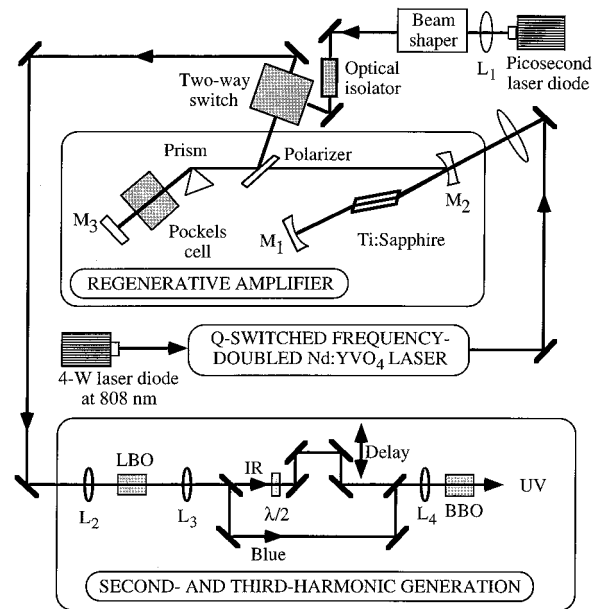 Beam
shaper
L1
Picosecond
laser diode
Optical
isolator
Two-way
switch
Prism
Polarizer
M3
Pockels
cell
M1
Ti:Sapphire
M2
REGENERATIVE AMPLIFIER
4-W laser diode
at 808 nm
Q-SWITCHED FREQUENCY-
DOUBLED Nd:YVO4 LASER
LBO
L2
L3
IR
λ/2
Delay
L4
BBO
UV
Blue
SECOND- AND THIRD-HARMONIC GENERATION